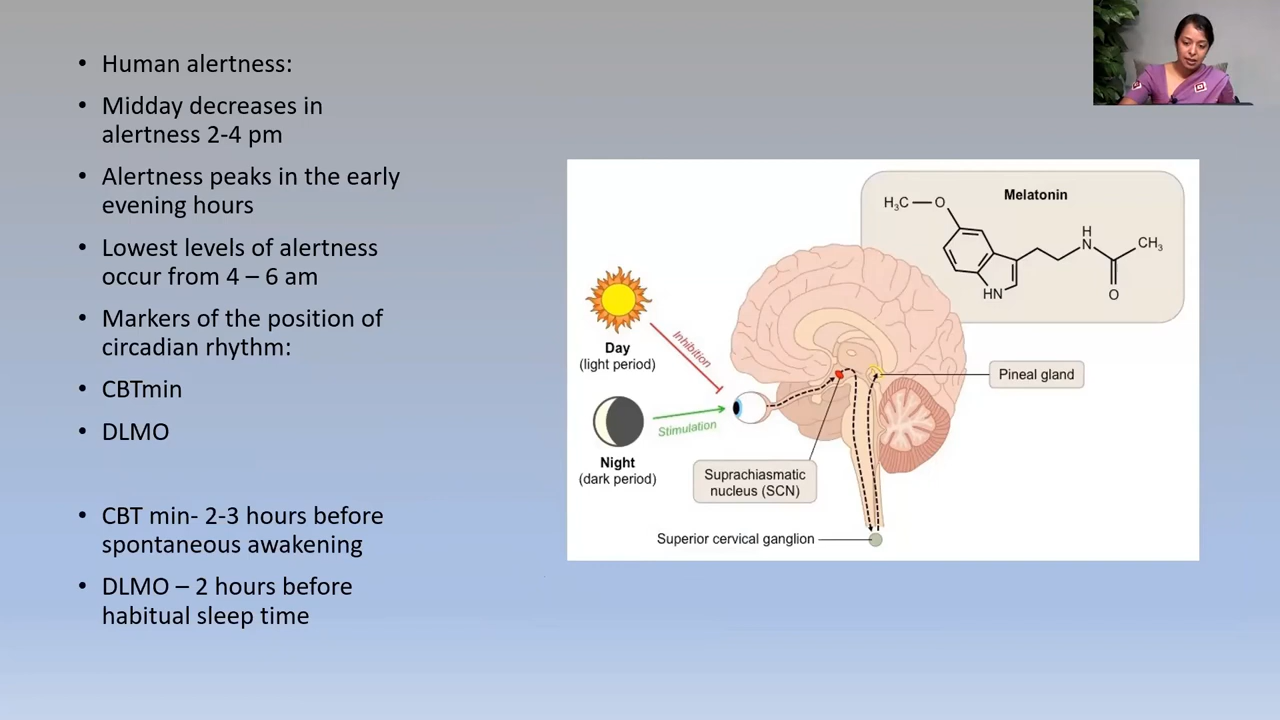 • Human alertness:
• Midday decreases in
alertness 2-4 pm
• Alertness peaks in the early
evening hours
• Lowest levels of alertness
occur from 4 – 6 am
• Markers of the position of
circadian rhythm:
• CBTmin
• DLMO
• CBT min- 2-3 hours before
spontaneous awakening
• DLMO – 2 hours before
habitual sleep time
Melatonin
H₃C
O
H
N
CH₃
HN
O
Day
(light period)
Inhibition
Stimulation
Night
(dark period)
Pineal gland
Suprachiasmatic
nucleus (SCN)
Superior cervical ganglion